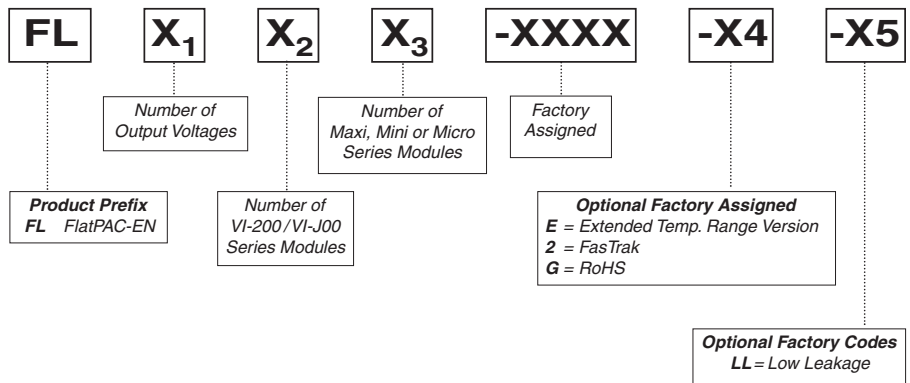 FL X₁ X₂ X₃ -XXXX -X4 -X5
Number of
Output Voltages
Number of
Maxi, Mini or Micro
Series Modules
Factory
Assigned
Product Prefix
FL FlatPAC-EN
Number of
VI-200/VI-J00
Series Modules
Optional Factory Assigned
E = Extended Temp. Range Version
2 = FasTrak
G = RoHS
Optional Factory Codes
LL = Low Leakage